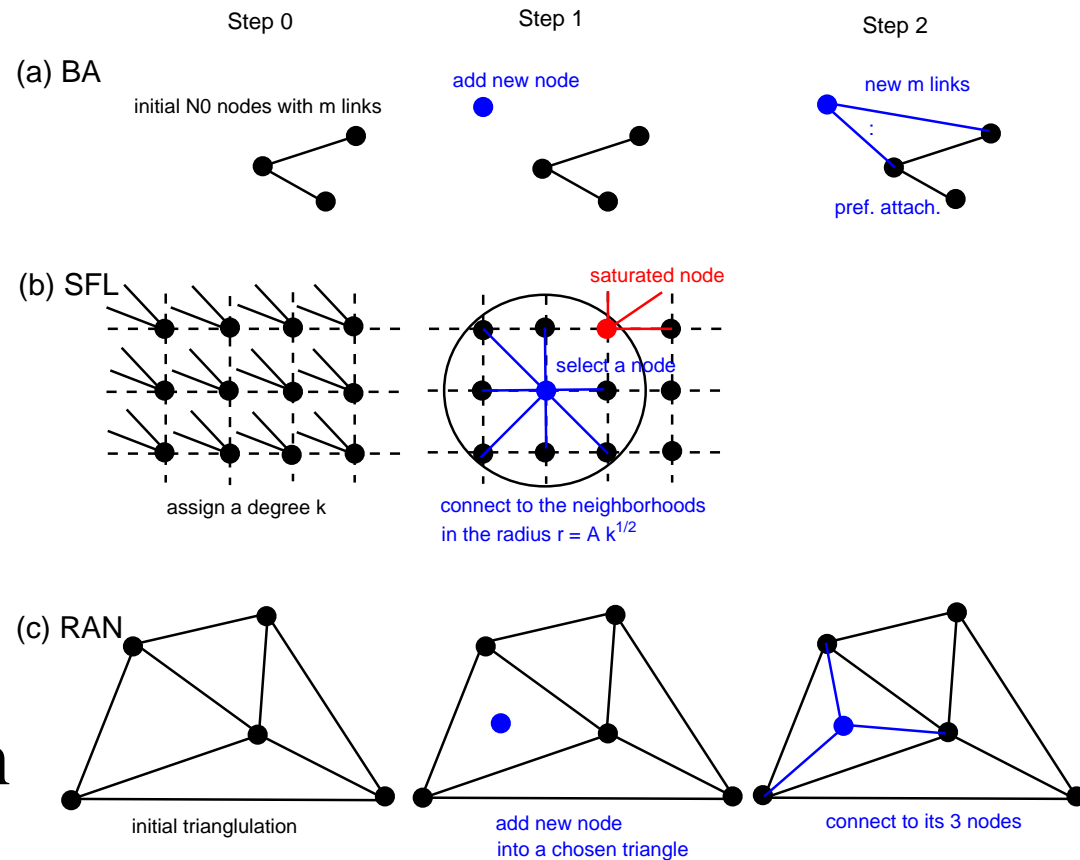 Step 0
Step 1
Step 2
(a) BA
initial N0 nodes with m links
add new node
new m links
:
pref. attach.
(b) SFL
saturated node
select a node
assign a degree k
connect to the neighborhoods
in the radius r = A k^1/2
(c) RAN
initial trianglulation
add new node
into a chosen triangle
connect to its 3 nodes